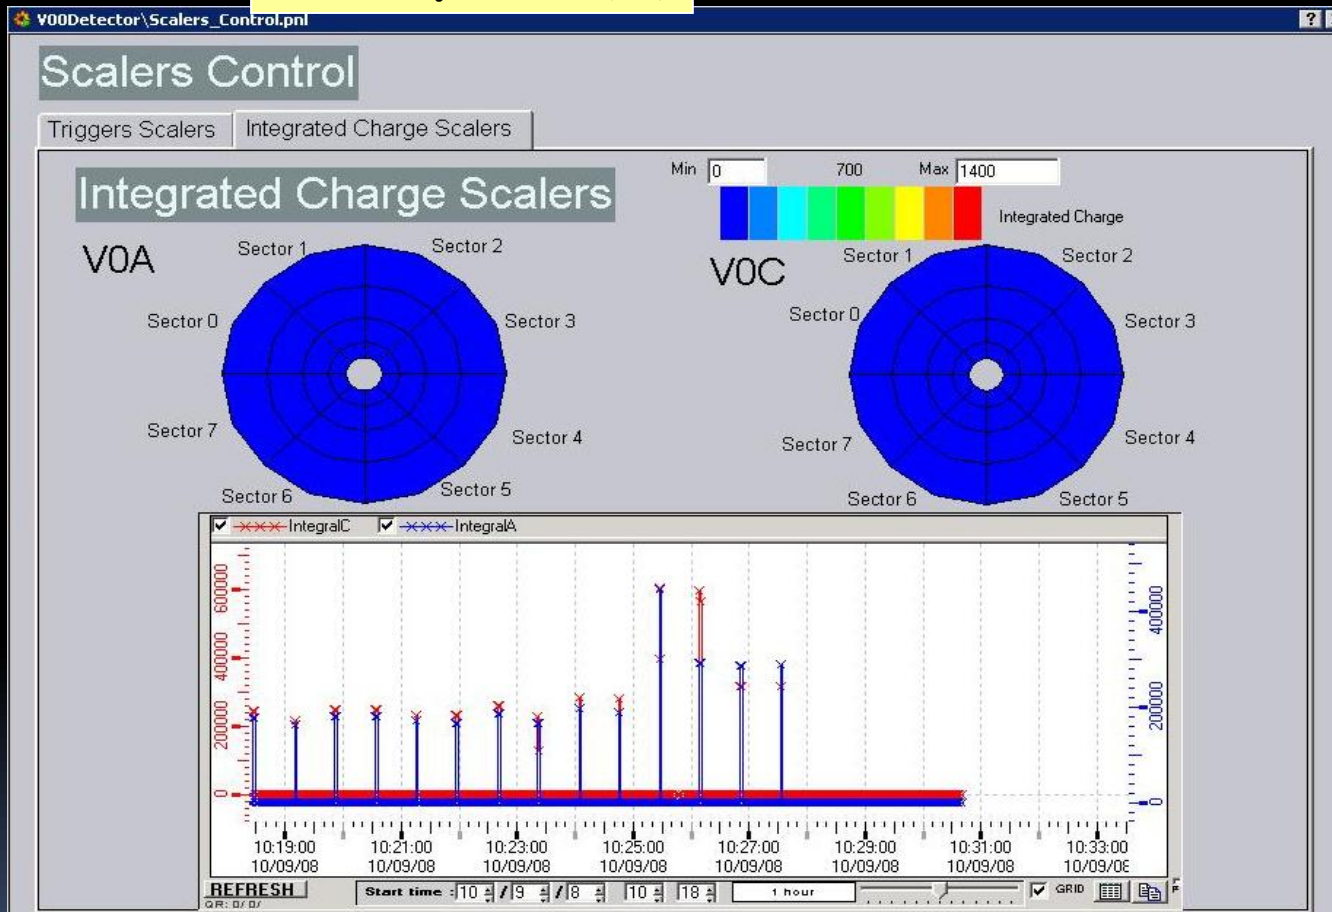 V00Detector\Scalers_Control.pnl
?
Scalers Control
Triggers Scalers Integrated Charge Scalers
Integrated Charge Scalers
Min 0 700 Max 1400
Integrated Charge
V0A
Sector 1
Sector 2
Sector 0
Sector 3
Sector 7
Sector 4
Sector 6
Sector 5
V0C
Sector 1
Sector 2
Sector 0
Sector 3
Sector 7
Sector 4
Sector 6
Sector 5
IntegralC IntegralA
600000
400000
200000
0
400000
200000
0
10:19:00 10:21:00 10:23:00 10:25:00 10:27:00 10:29:00 10:31:00 10:33:00
10/09/08 10/09/08 10/09/08 10/09/08 10/09/08 10/09/08 10/09/08 10/09/08
REFRESH Start time : 10 / 9 / 8 10 18 1 hour GRID
QR: 0/ 0/